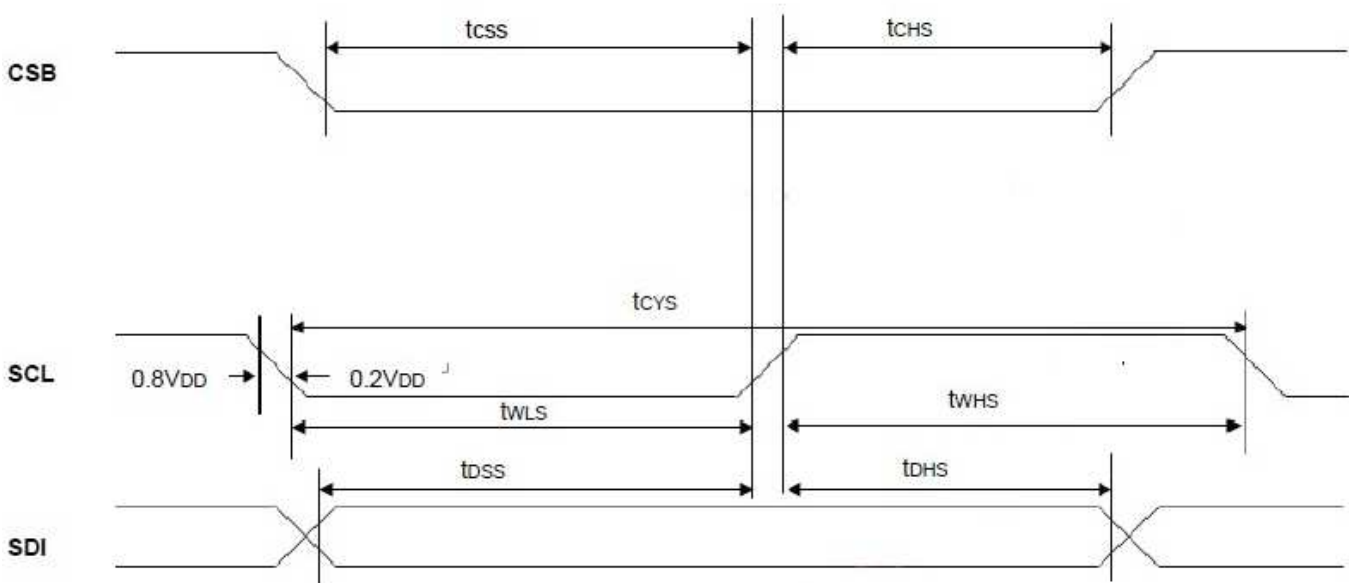 tCSS tCHS
CSB
tCYS
SCL 0.8VDD 0.2VDD
tWLS tWHS
tDSS tDHS
SDI